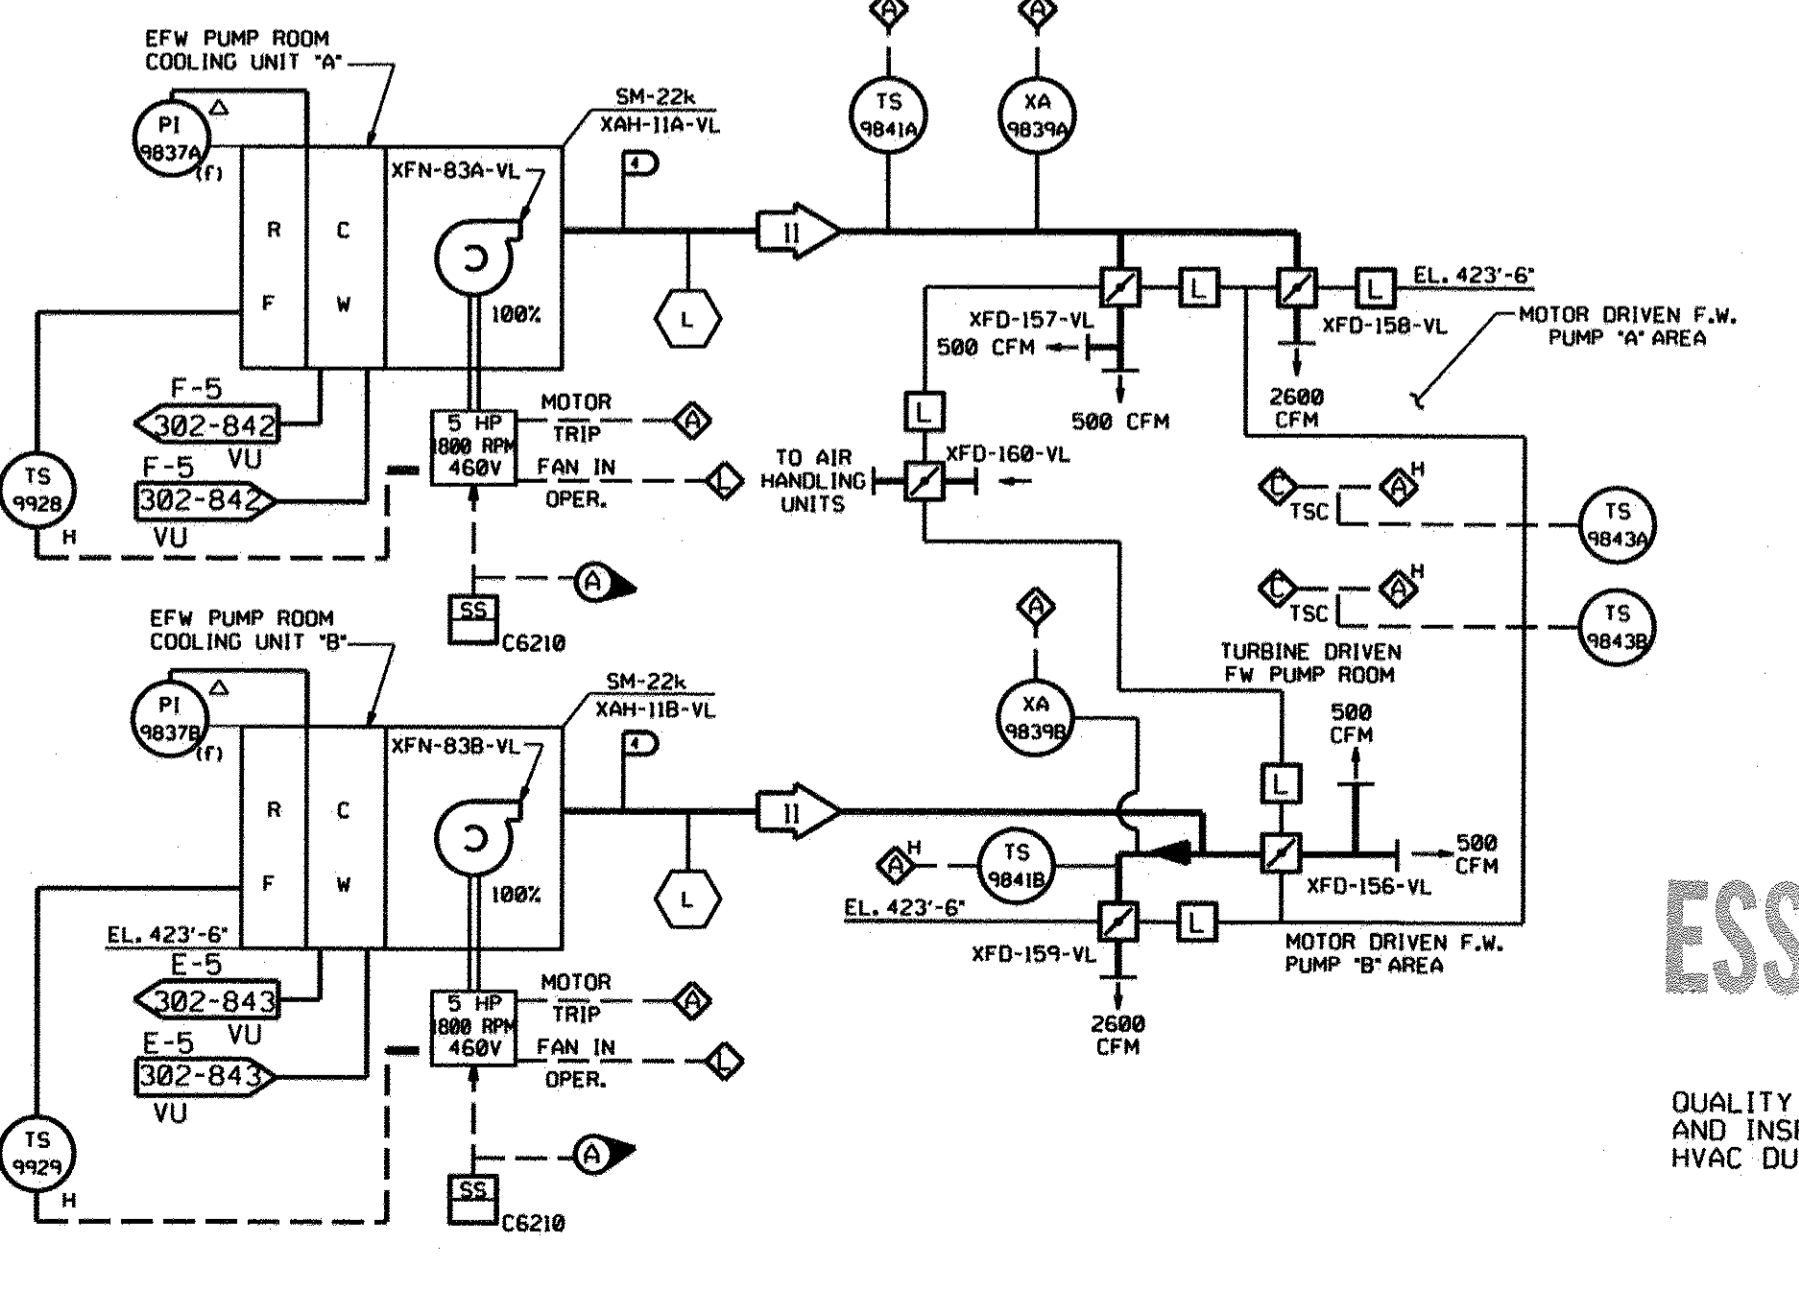 EFW PUMP ROOM
COOLING UNIT "A"
PI
9837A
(f)
R
F
C
W
XFN-83A-VL
100%
SM-22k
XAH-11A-VL
4
L
II
A
A
TS
9841A
XA
9839A
L
L
EL. 423'-6"
XFD-157-VL
500 CFM
500 CFM
XFD-158-VL
2600
CFM
MOTOR DRIVEN F.W.
PUMP "A" AREA
F-5
302-842
VU
F-5
302-842
VU
TS
9928
H
5 HP
1800 RPM
460V
MOTOR
TRIP
A
FAN IN
OPER.
L
A
SS
C6210
L
XFD-160-VL
TO AIR
HANDLING
UNITS
C
A
H
TSC
TS
9843A
C
A
H
TSC
TS
9843B
EFW PUMP ROOM
COOLING UNIT "B"
PI
9837B
(f)
R
F
C
W
XFN-83B-VL
100%
SM-22k
XAH-11B-VL
4
L
II
A
XA
9839B
TURBINE DRIVEN
FW PUMP ROOM
500
CFM
L
500
CFM
XFD-156-VL
A
H
TS
9841B
EL. 423'-6"
L
XFD-159-VL
2600
CFM
MOTOR DRIVEN F.W.
PUMP "B" AREA
EL. 423'-6"
E-5
302-843
VU
E-5
302-843
VU
TS
9929
H
5 HP
1800 RPM
460V
MOTOR
TRIP
A
FAN IN
OPER.
L
A
SS
C6210
ESS
QUALITY
AND INS
HVAC DU